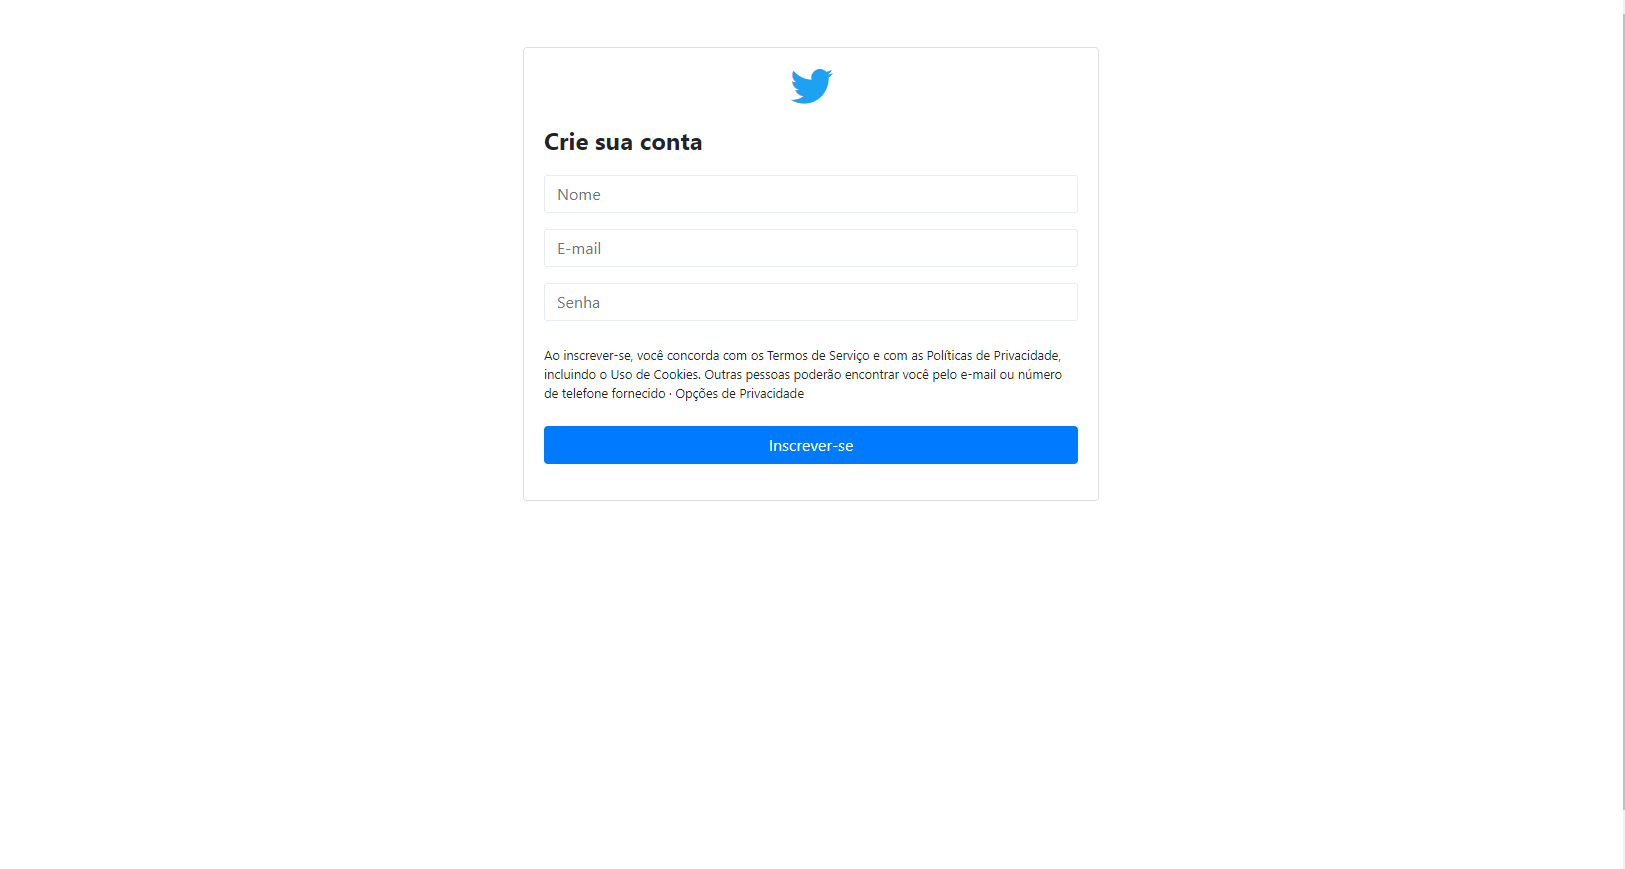 Crie sua conta
Nome
E-mail
Senha
Ao inscrever-se, você concorda com os Termos de Serviço e com as Políticas de Privacidade,
incluindo o Uso de Cookies. Outras pessoas poderão encontrar você pelo e-mail ou número
de telefone fornecido · Opções de Privacidade
Inscrever-se